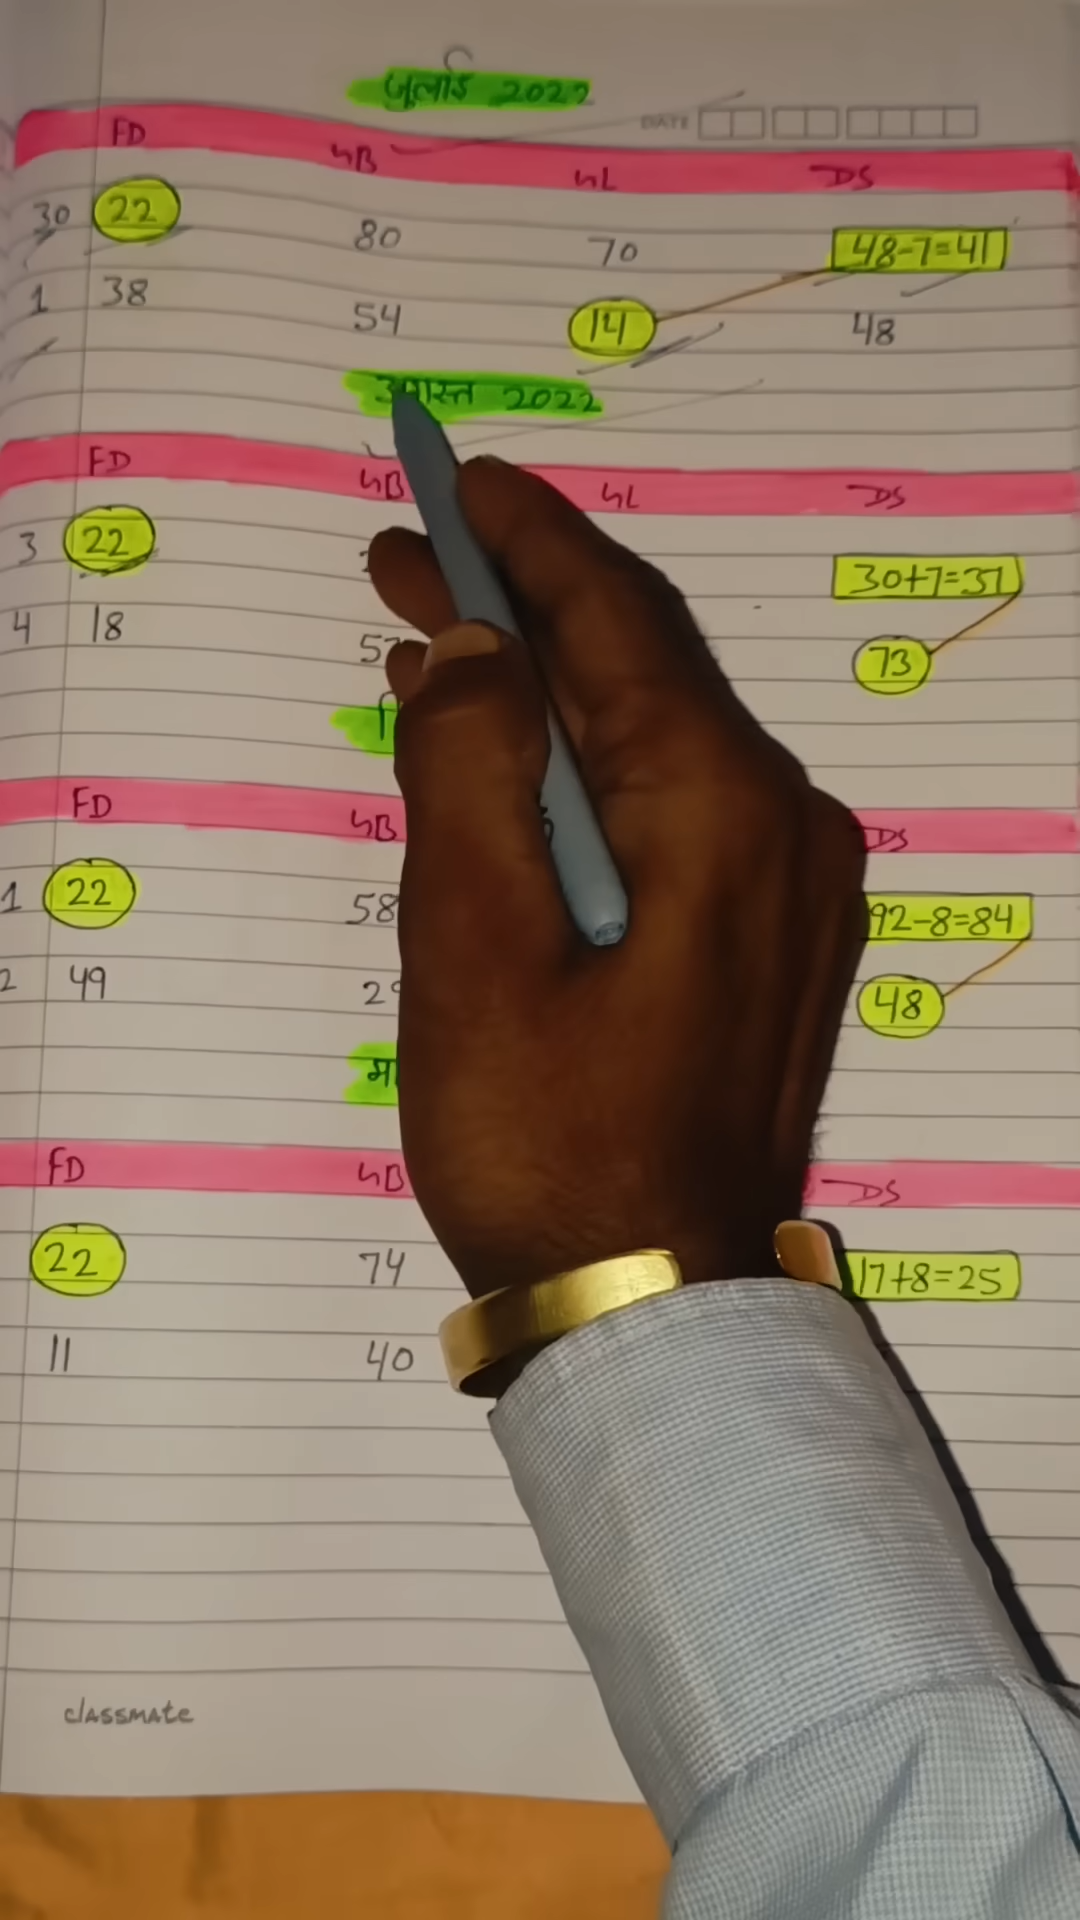 जुलाई 2022
DATE
FD GB GL DS
30 22 80 70 48-7=41
1 38 54 14 48
अगस्त 2022
FD GB GL DS
3 22 30+7=37
4 18 73
FD GB DS
1 22 58 92-8=84
2 49 48
FD GB DS
22 74 17+8=25
11 40
classmate